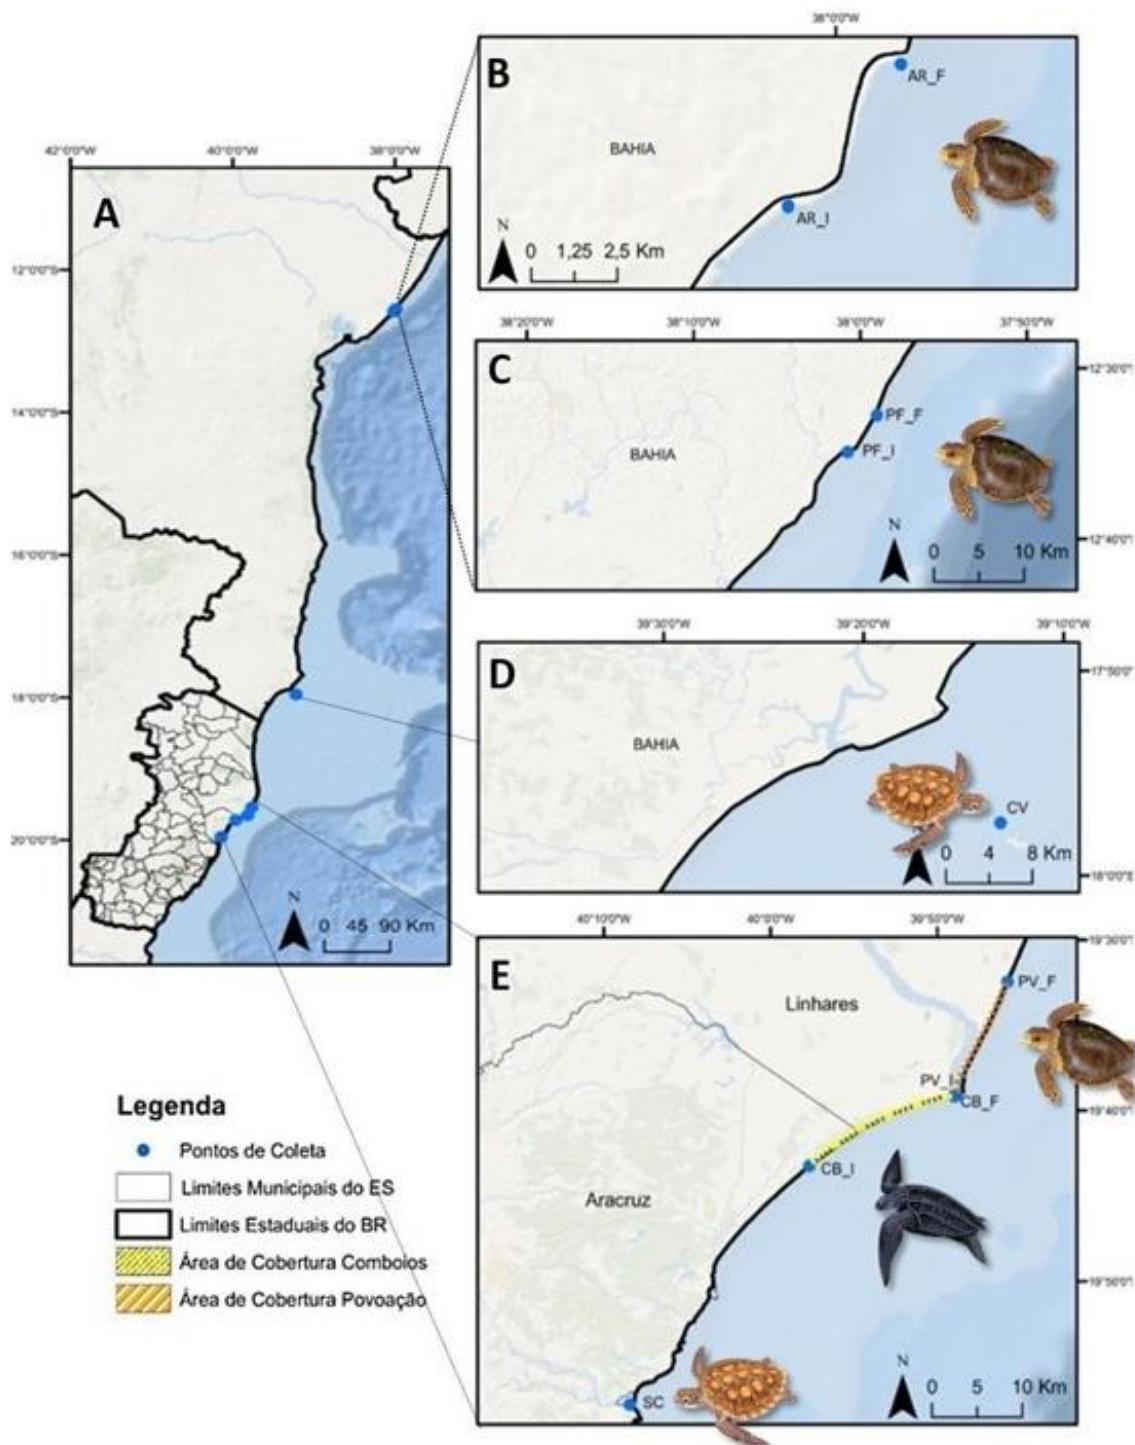 A
42°0'0"W
40°0'0"W
38°0'0"W
12°0'0"S
14°0'0"S
16°0'0"S
18°0'0"S
20°0'0"S
N
0 45 90 Km
38°0'0"W
B
BAHIA
AR_F
AR_I
N
0 1,25 2,5 Km
38°20'0"W
38°10'0"W
38°0'0"W
37°50'0"W
C
BAHIA
PF_F
PF_I
12°30'0"
12°40'0"
N
0 5 10 Km
39°30'0"W
39°20'0"W
39°10'0"W
D
BAHIA
CV
17°50'0"
18°0'0"S
0 4 8 Km
40°10'0"W
40°0'0"W
39°50'0"W
E
19°30'0"
Linhares
PV_F
PV_I
CB_F
19°40'0"
CB_I
Aracruz
19°50'0"
SC
N
0 5 10 Km
Legenda
Pontos de Coleta
Limites Municipais do ES
Limites Estaduais do BR
Área de Cobertura Comboios
Área de Cobertura Povoação